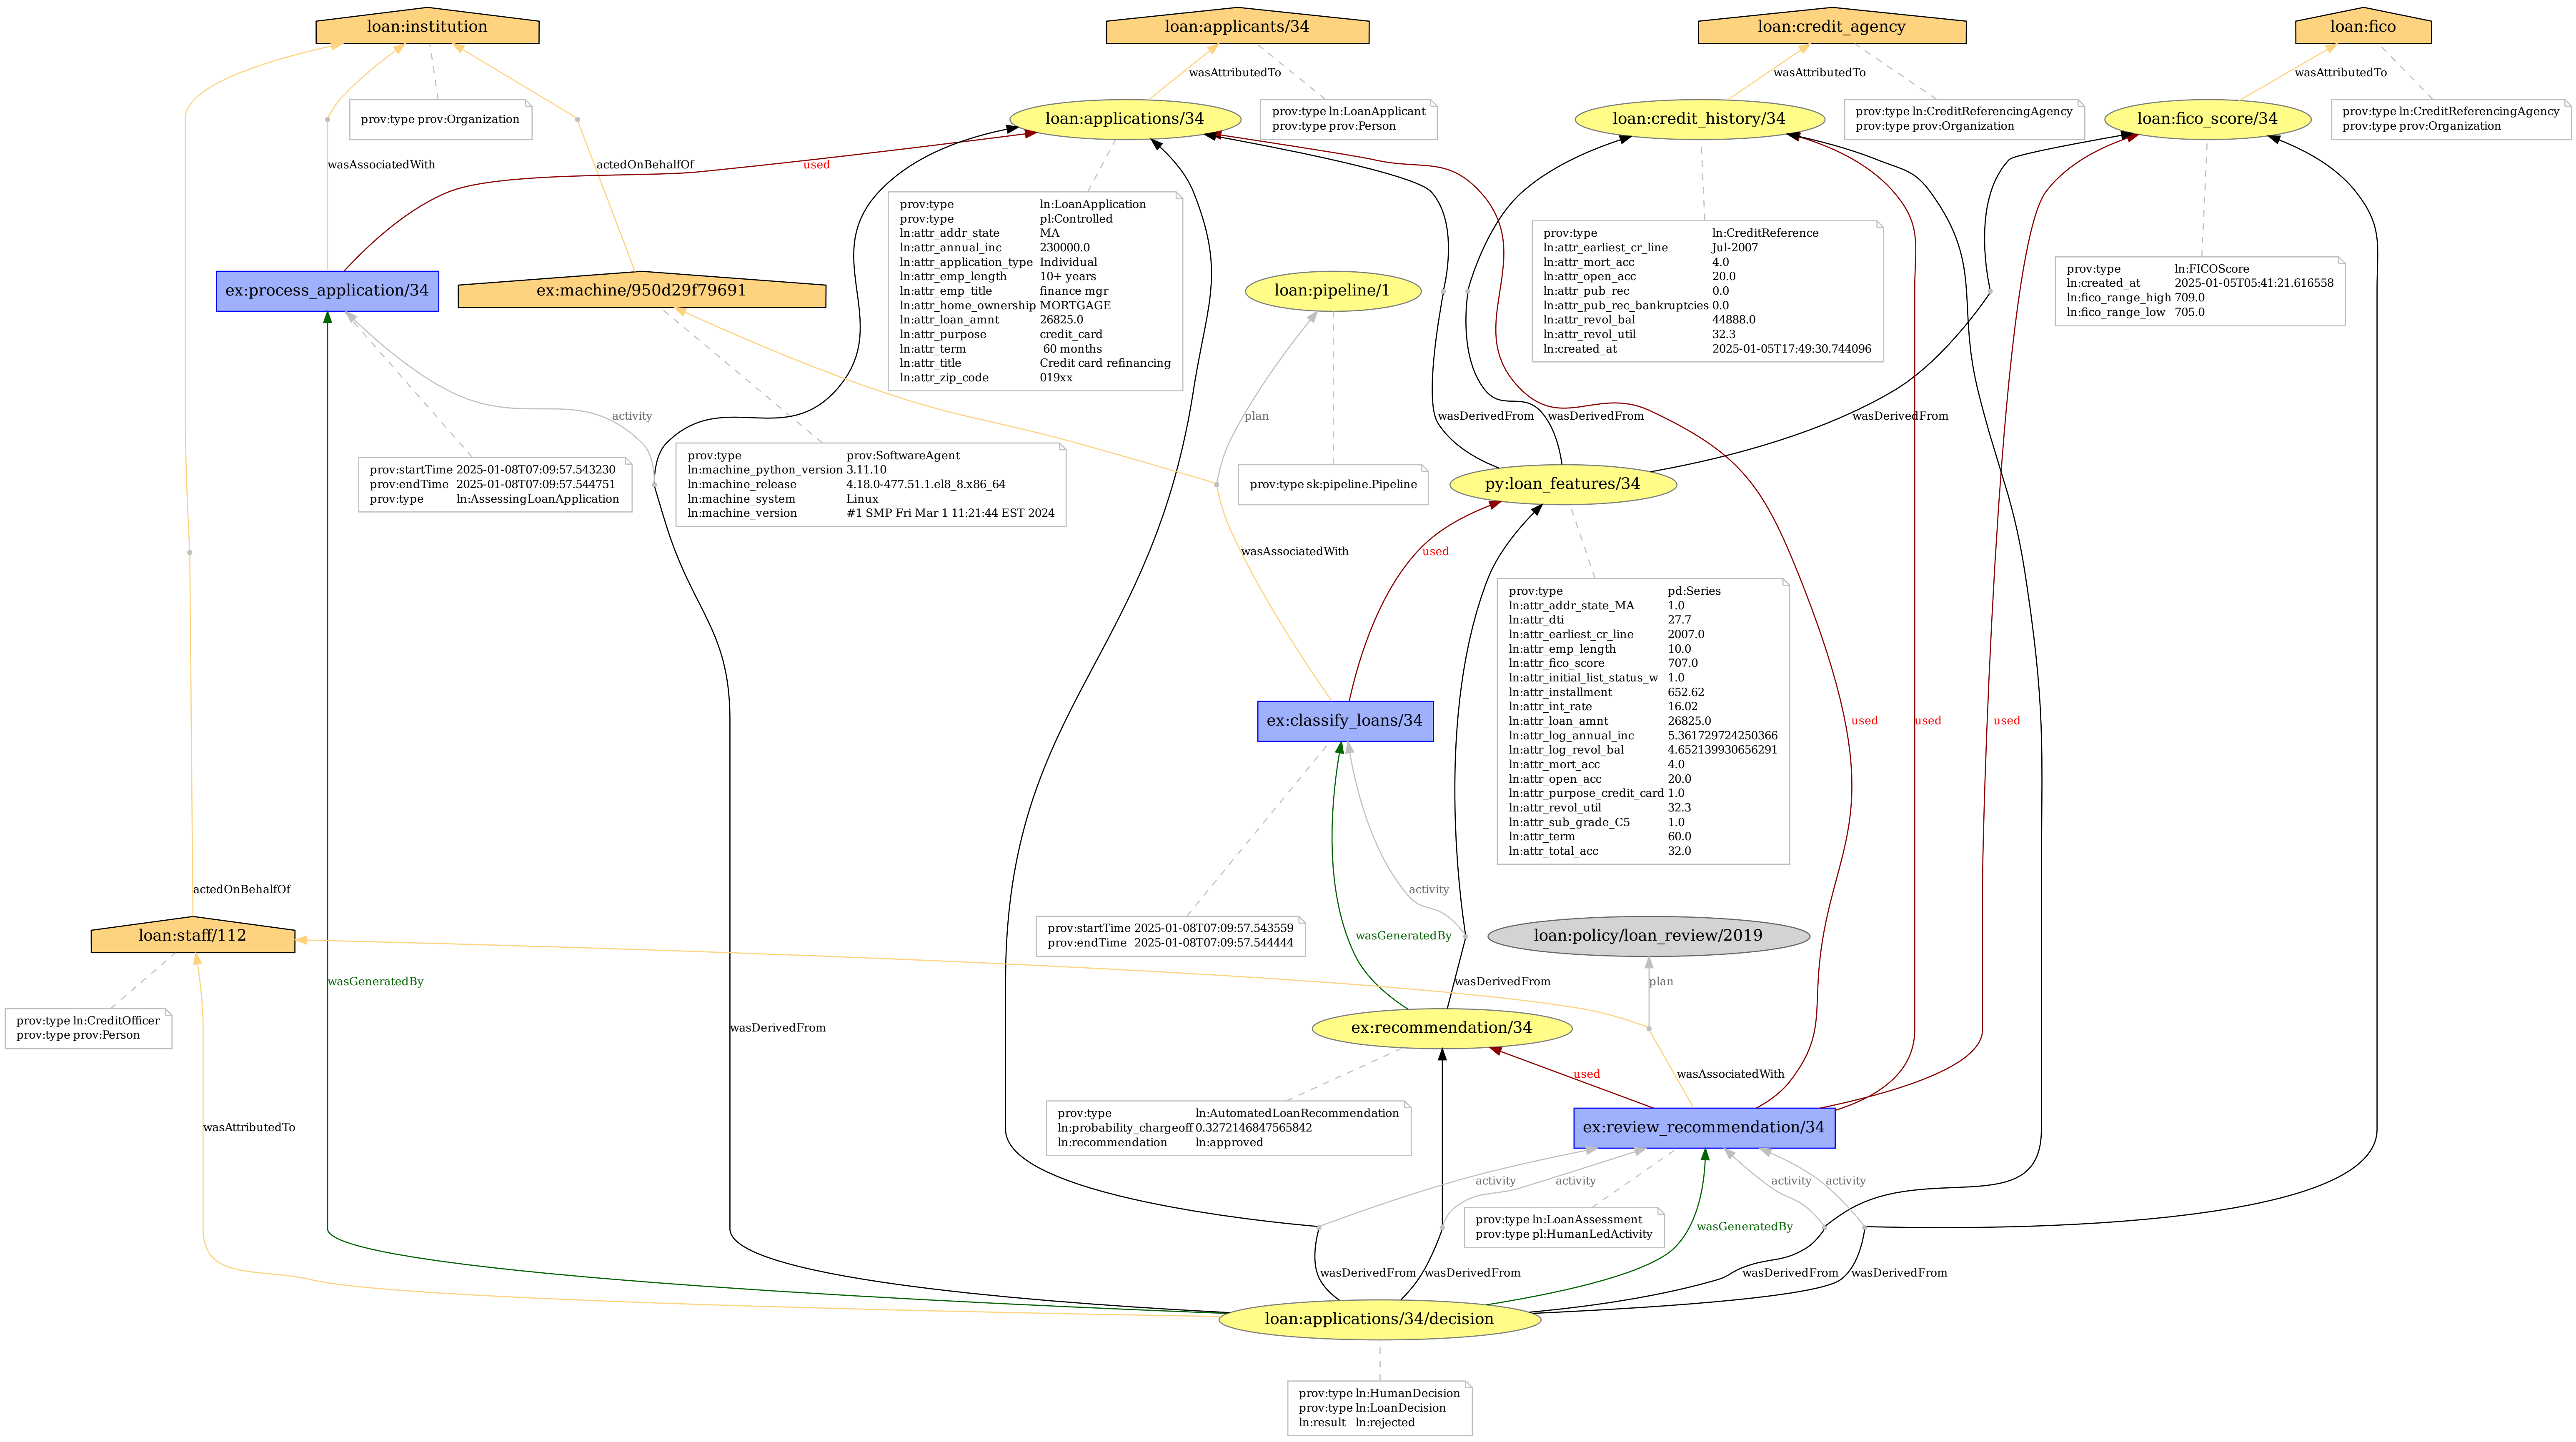 loan:institution
loan:applicants/34
loan:credit_agency
loan:fico
wasAttributedTo
wasAttributedTo
wasAttributedTo
prov:type prov:Organization
loan:applications/34
prov:type ln:LoanApplicant
prov:type prov:Person
loan:credit_history/34
prov:type ln:CreditReferencingAgency
prov:type prov:Organization
loan:fico_score/34
prov:type ln:CreditReferencingAgency
prov:type prov:Organization
wasAssociatedWith
actedOnBehalfOf
used
prov:type ln:LoanApplication
prov:type pl:Controlled
ln:attr_addr_state MA
ln:attr_annual_inc 230000.0
ln:attr_application_type Individual
ln:attr_emp_length 10+ years
ln:attr_emp_title finance mgr
ln:attr_home_ownership MORTGAGE
ln:attr_loan_amnt 26825.0
ln:attr_purpose credit_card
ln:attr_term 60 months
ln:attr_title Credit card refinancing
ln:attr_zip_code 019xx
prov:type ln:CreditReference
ln:attr_earliest_cr_line Jul-2007
ln:attr_mort_acc 4.0
ln:attr_open_acc 20.0
ln:attr_pub_rec 0.0
ln:attr_pub_rec_bankruptcies 0.0
ln:attr_revol_bal 44888.0
ln:attr_revol_util 32.3
ln:created_at 2025-01-05T17:49:30.744096
prov:type ln:FICOScore
ln:created_at 2025-01-05T05:41:21.616558
ln:fico_range_high 709.0
ln:fico_range_low 705.0
ex:process_application/34
ex:machine/950d29f79691
loan:pipeline/1
activity
plan
wasDerivedFrom
wasDerivedFrom
wasDerivedFrom
prov:startTime 2025-01-08T07:09:57.543230
prov:endTime 2025-01-08T07:09:57.544751
prov:type ln:AssessingLoanApplication
prov:type prov:SoftwareAgent
ln:machine_python_version 3.11.10
ln:machine_release 4.18.0-477.51.1.el8_8.x86_64
ln:machine_system Linux
ln:machine_version #1 SMP Fri Mar 1 11:21:44 EST 2024
prov:type sk:pipeline.Pipeline
py:loan_features/34
wasAssociatedWith
used
prov:type pd:Series
ln:attr_addr_state_MA 1.0
ln:attr_dti 27.7
ln:attr_earliest_cr_line 2007.0
ln:attr_emp_length 10.0
ln:attr_fico_score 707.0
ln:attr_initial_list_status_w 1.0
ln:attr_installment 652.62
ln:attr_int_rate 16.02
ln:attr_loan_amnt 26825.0
ln:attr_log_annual_inc 5.361729724250366
ln:attr_log_revol_bal 4.652139930656291
ln:attr_mort_acc 4.0
ln:attr_open_acc 20.0
ln:attr_purpose_credit_card 1.0
ln:attr_revol_util 32.3
ln:attr_sub_grade_C5 1.0
ln:attr_term 60.0
ln:attr_total_acc 32.0
ex:classify_loans/34
used
used
used
actedOnBehalfOf
activity
loan:staff/112
prov:startTime 2025-01-08T07:09:57.543559
prov:endTime 2025-01-08T07:09:57.544444
wasGeneratedBy
loan:policy/loan_review/2019
wasGeneratedBy
wasDerivedFrom
plan
prov:type ln:CreditOfficer
prov:type prov:Person
wasDerivedFrom
ex:recommendation/34
used
wasAssociatedWith
prov:type ln:AutomatedLoanRecommendation
ln:probability_chargeoff 0.3272146847565842
ln:recommendation ln:approved
wasAttributedTo
ex:review_recommendation/34
activity
activity
activity
activity
prov:type ln:LoanAssessment
prov:type pl:HumanLedActivity
wasGeneratedBy
wasDerivedFrom
wasDerivedFrom
wasDerivedFrom
wasDerivedFrom
loan:applications/34/decision
prov:type ln:HumanDecision
prov:type ln:LoanDecision
ln:result ln:rejected